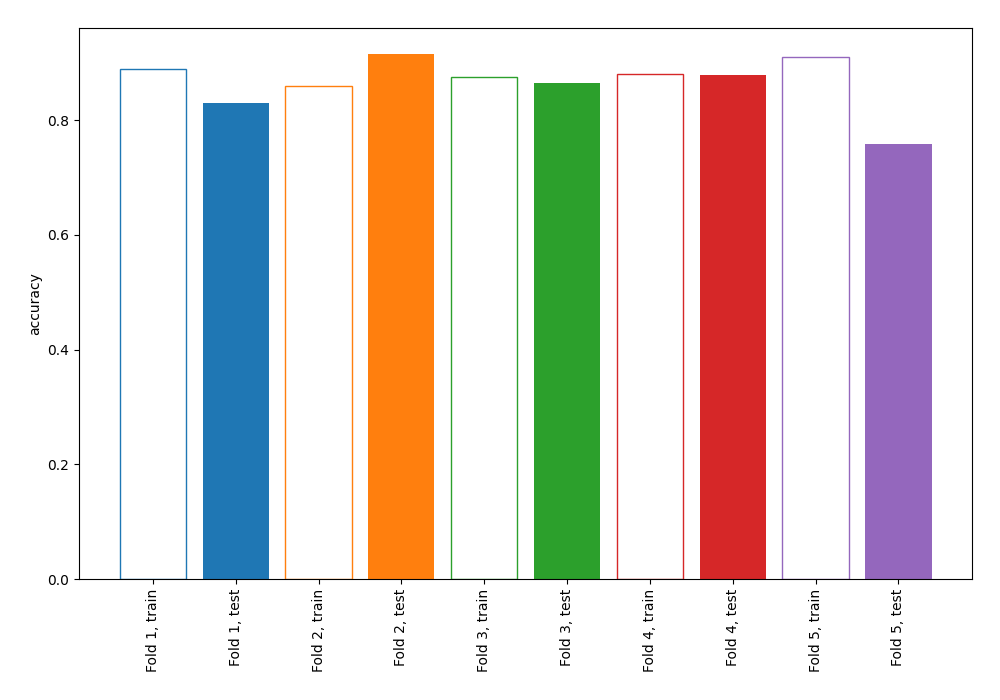 accuracy
0.8
0.6
0.4
0.2
0.0
Fold 1, train
Fold 1, test
Fold 2, train
Fold 2, test
Fold 3, train
Fold 3, test
Fold 4, train
Fold 4, test
Fold 5, train
Fold 5, test